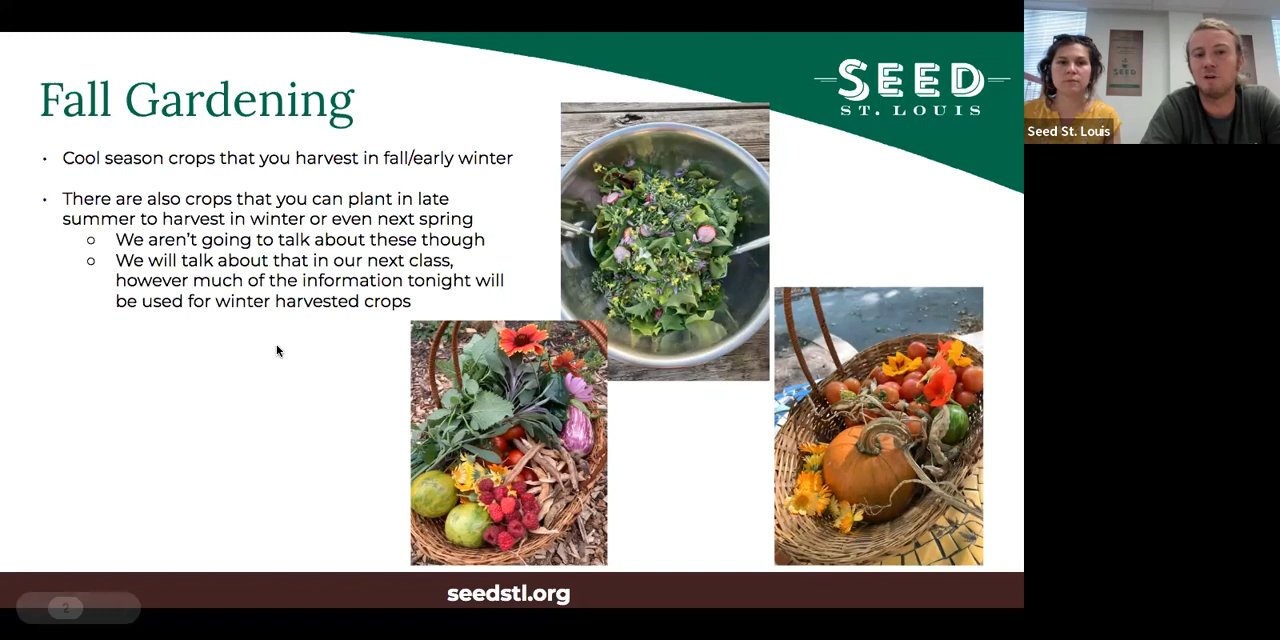 Fall Gardening
SEED
ST. LOUIS
• Cool season crops that you harvest in fall/early winter
• There are also crops that you can plant in late
summer to harvest in winter or even next spring
○ We aren't going to talk about these though
○ We will talk about that in our next class,
however much of the information tonight will
be used for winter harvested crops
seedstl.org
2
SEED
Seed St. Louis